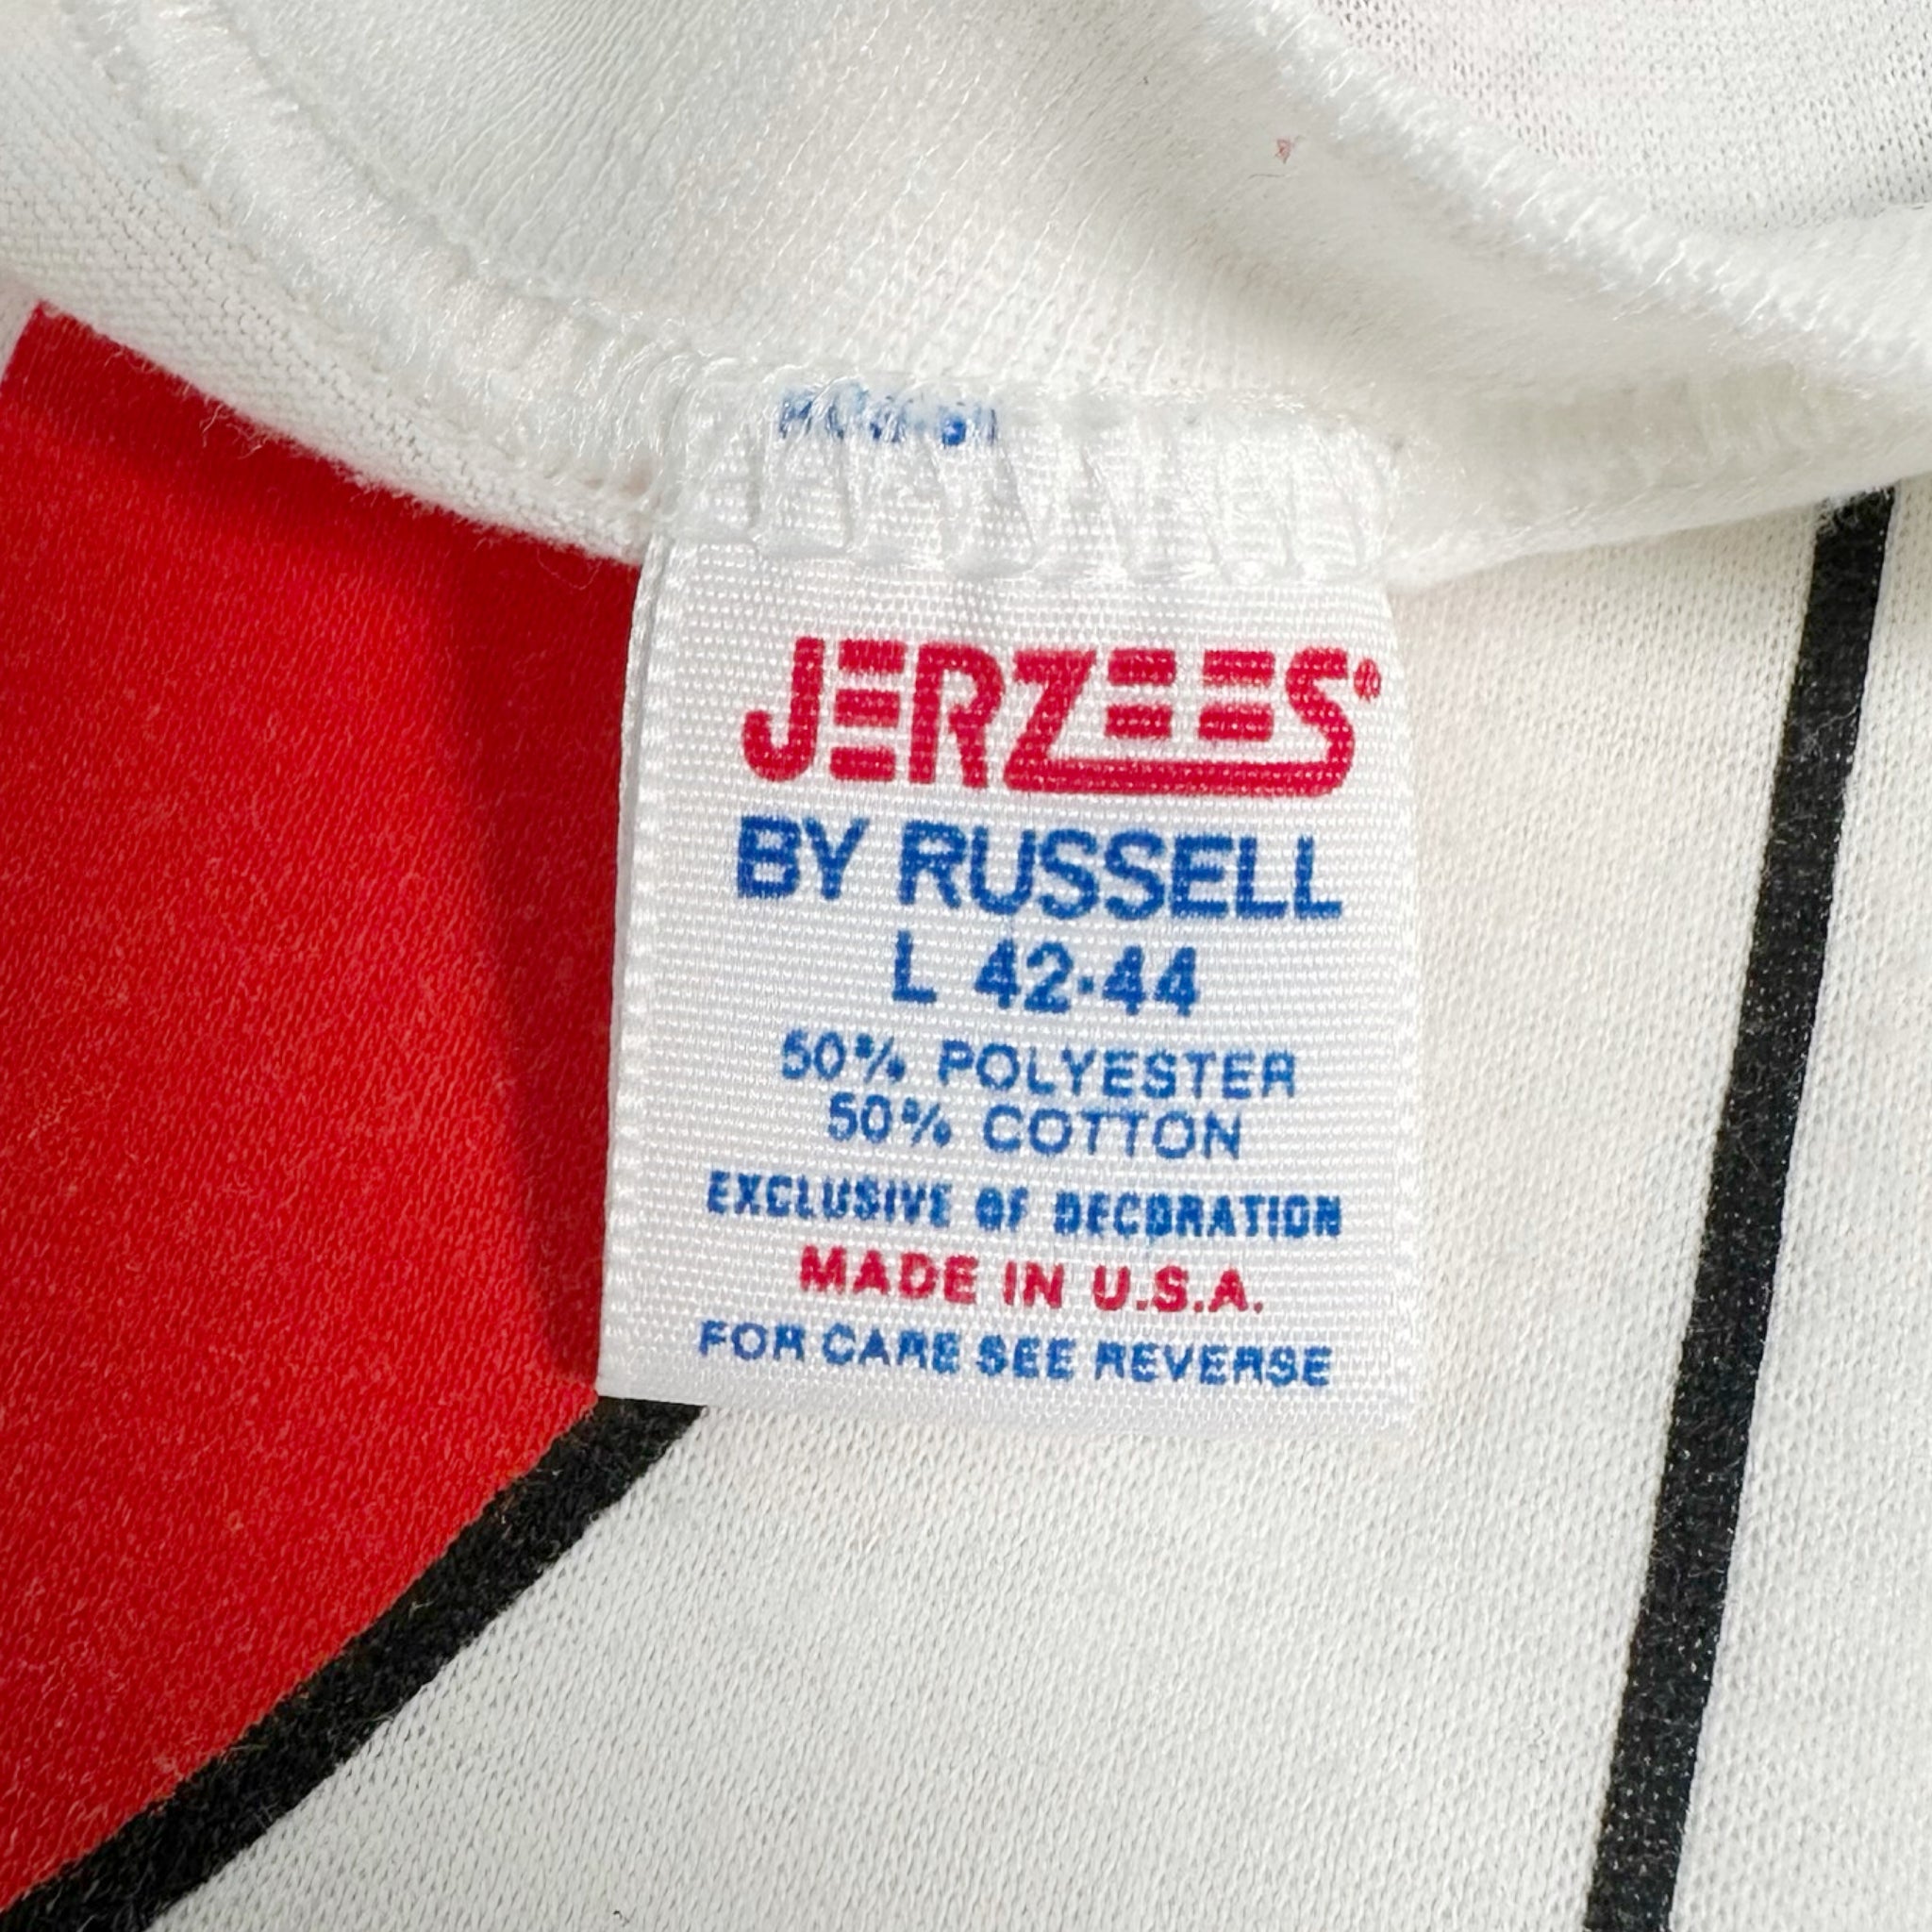 JERZEES®
BY RUSSELL
L 42-44
50% POLYESTER
50% COTTON
EXCLUSIVE OF DECORATION
MADE IN U.S.A.
FOR CARE SEE REVERSE